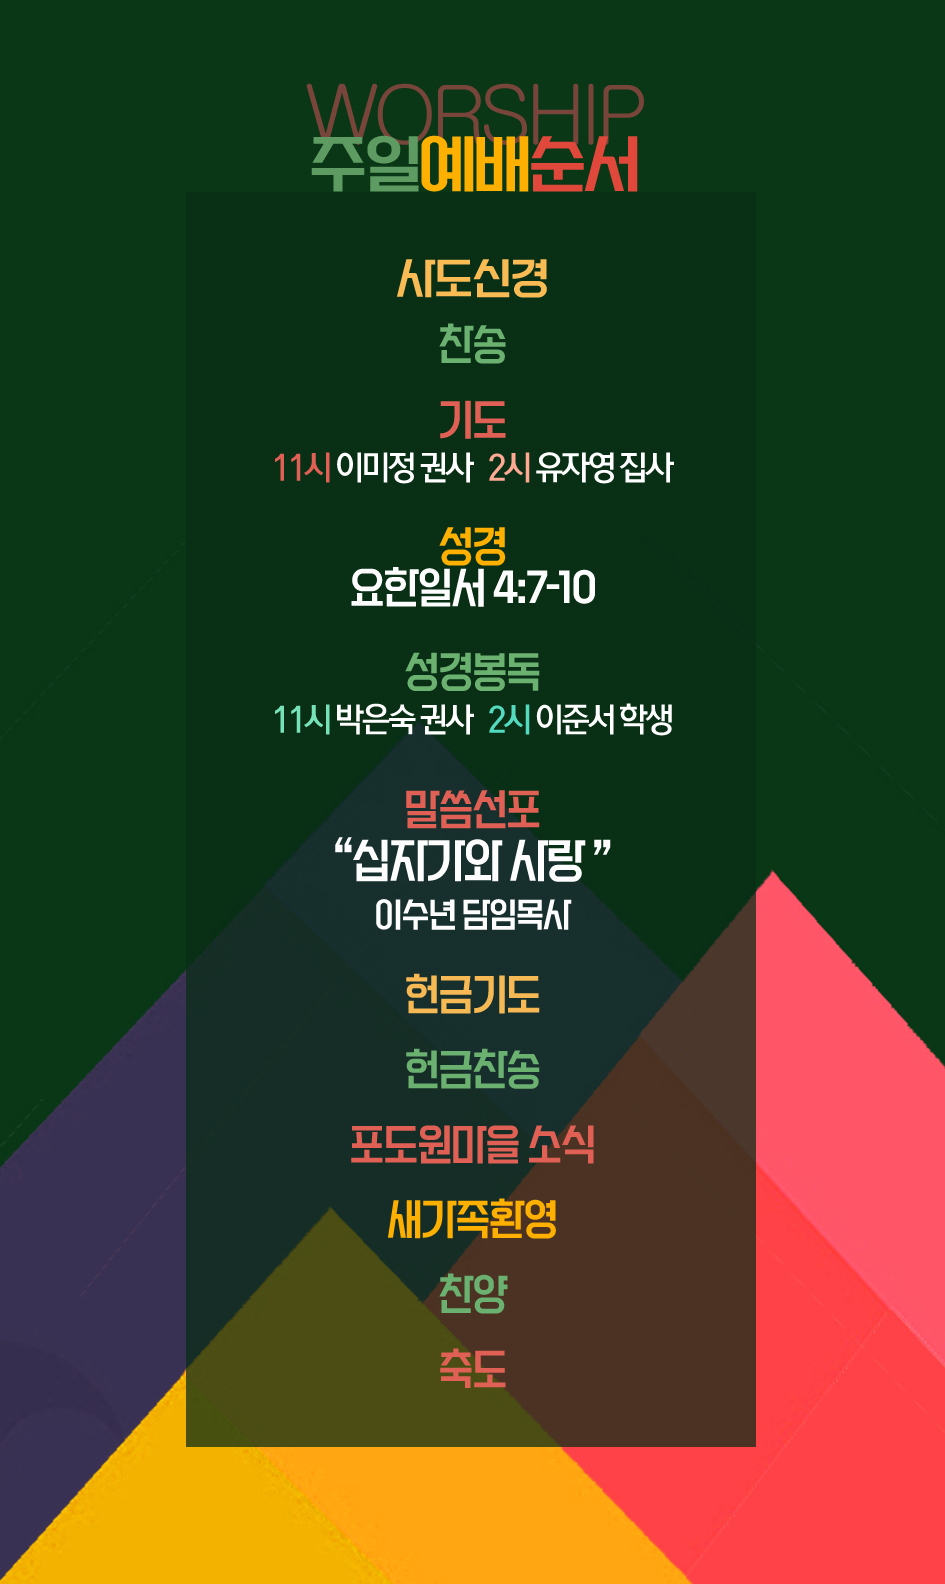 WORSHIP
주일예배순서
사도신경
찬송
기도
11시 이미정 권사 2시 유자영 집사
성경
요한일서 4:7-10
성경봉독
11시 박은숙 권사 2시 이준서 학생
말씀선포
“십자가와 사랑 ”
이수년 담임목사
헌금기도
헌금찬송
포도원마을 소식
새가족환영
찬양
축도